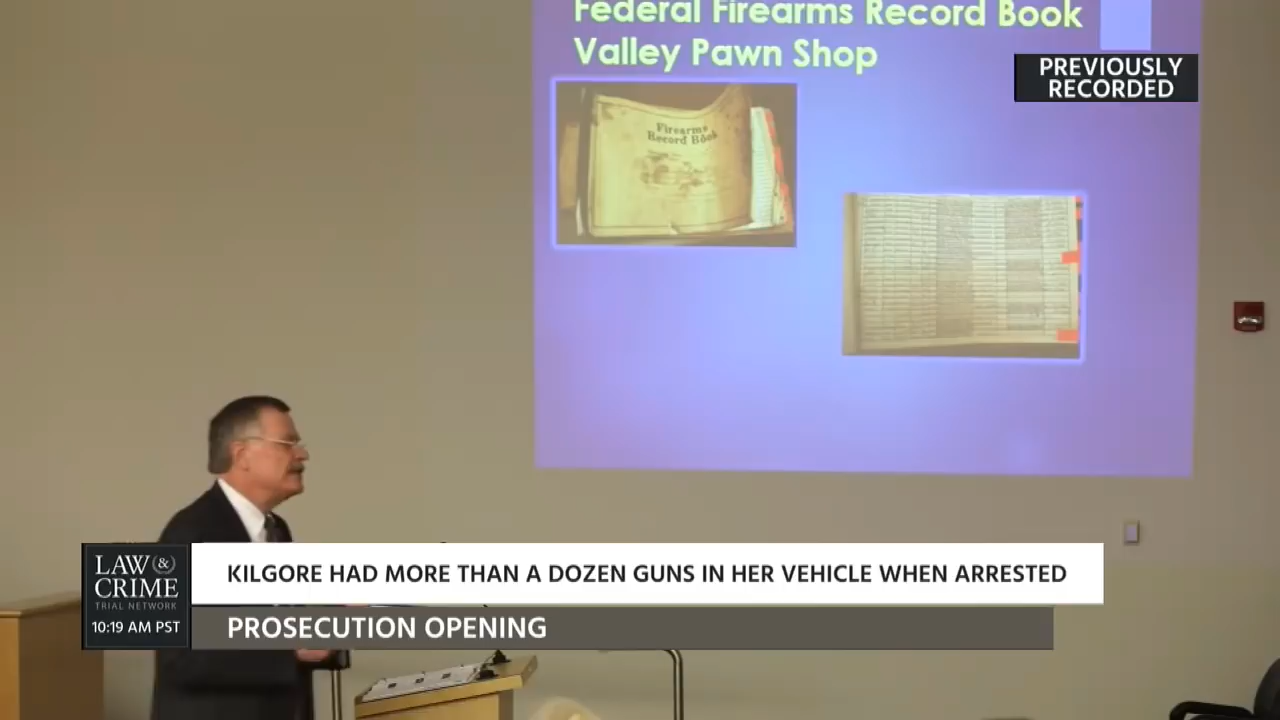 Federal Firearms Record Book
Valley Pawn Shop
PREVIOUSLY
RECORDED
Firearms
Record Book
LAW &
CRIME
TRIAL NETWORK
10:19 AM PST
KILGORE HAD MORE THAN A DOZEN GUNS IN HER VEHICLE WHEN ARRESTED
PROSECUTION OPENING